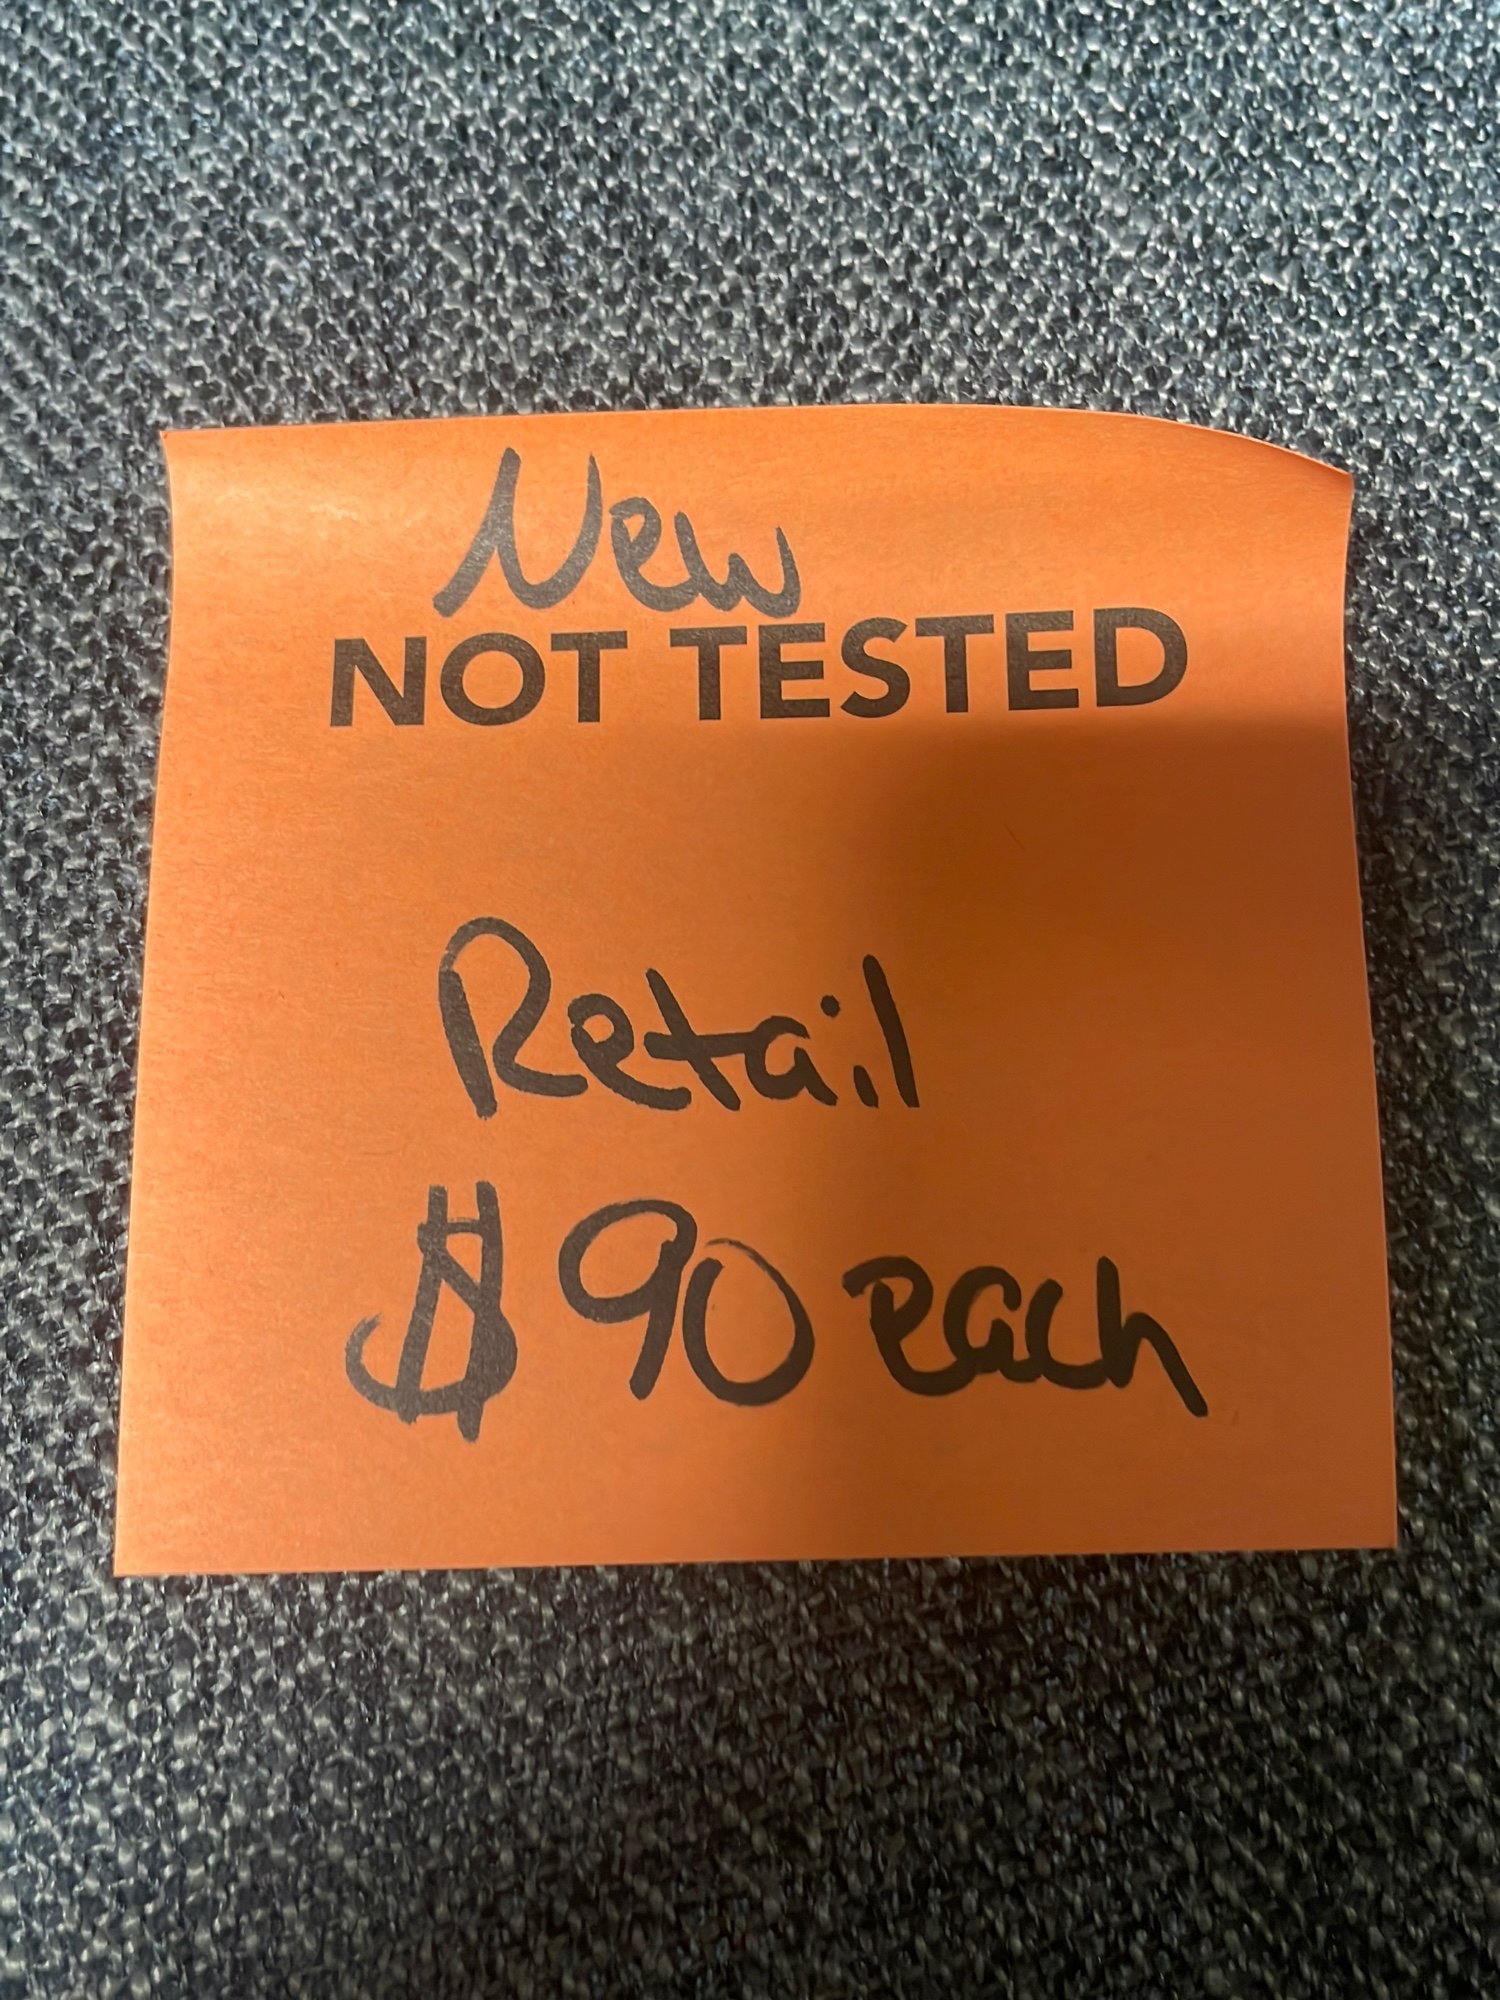 New
NOT TESTED
Retail
$90 each